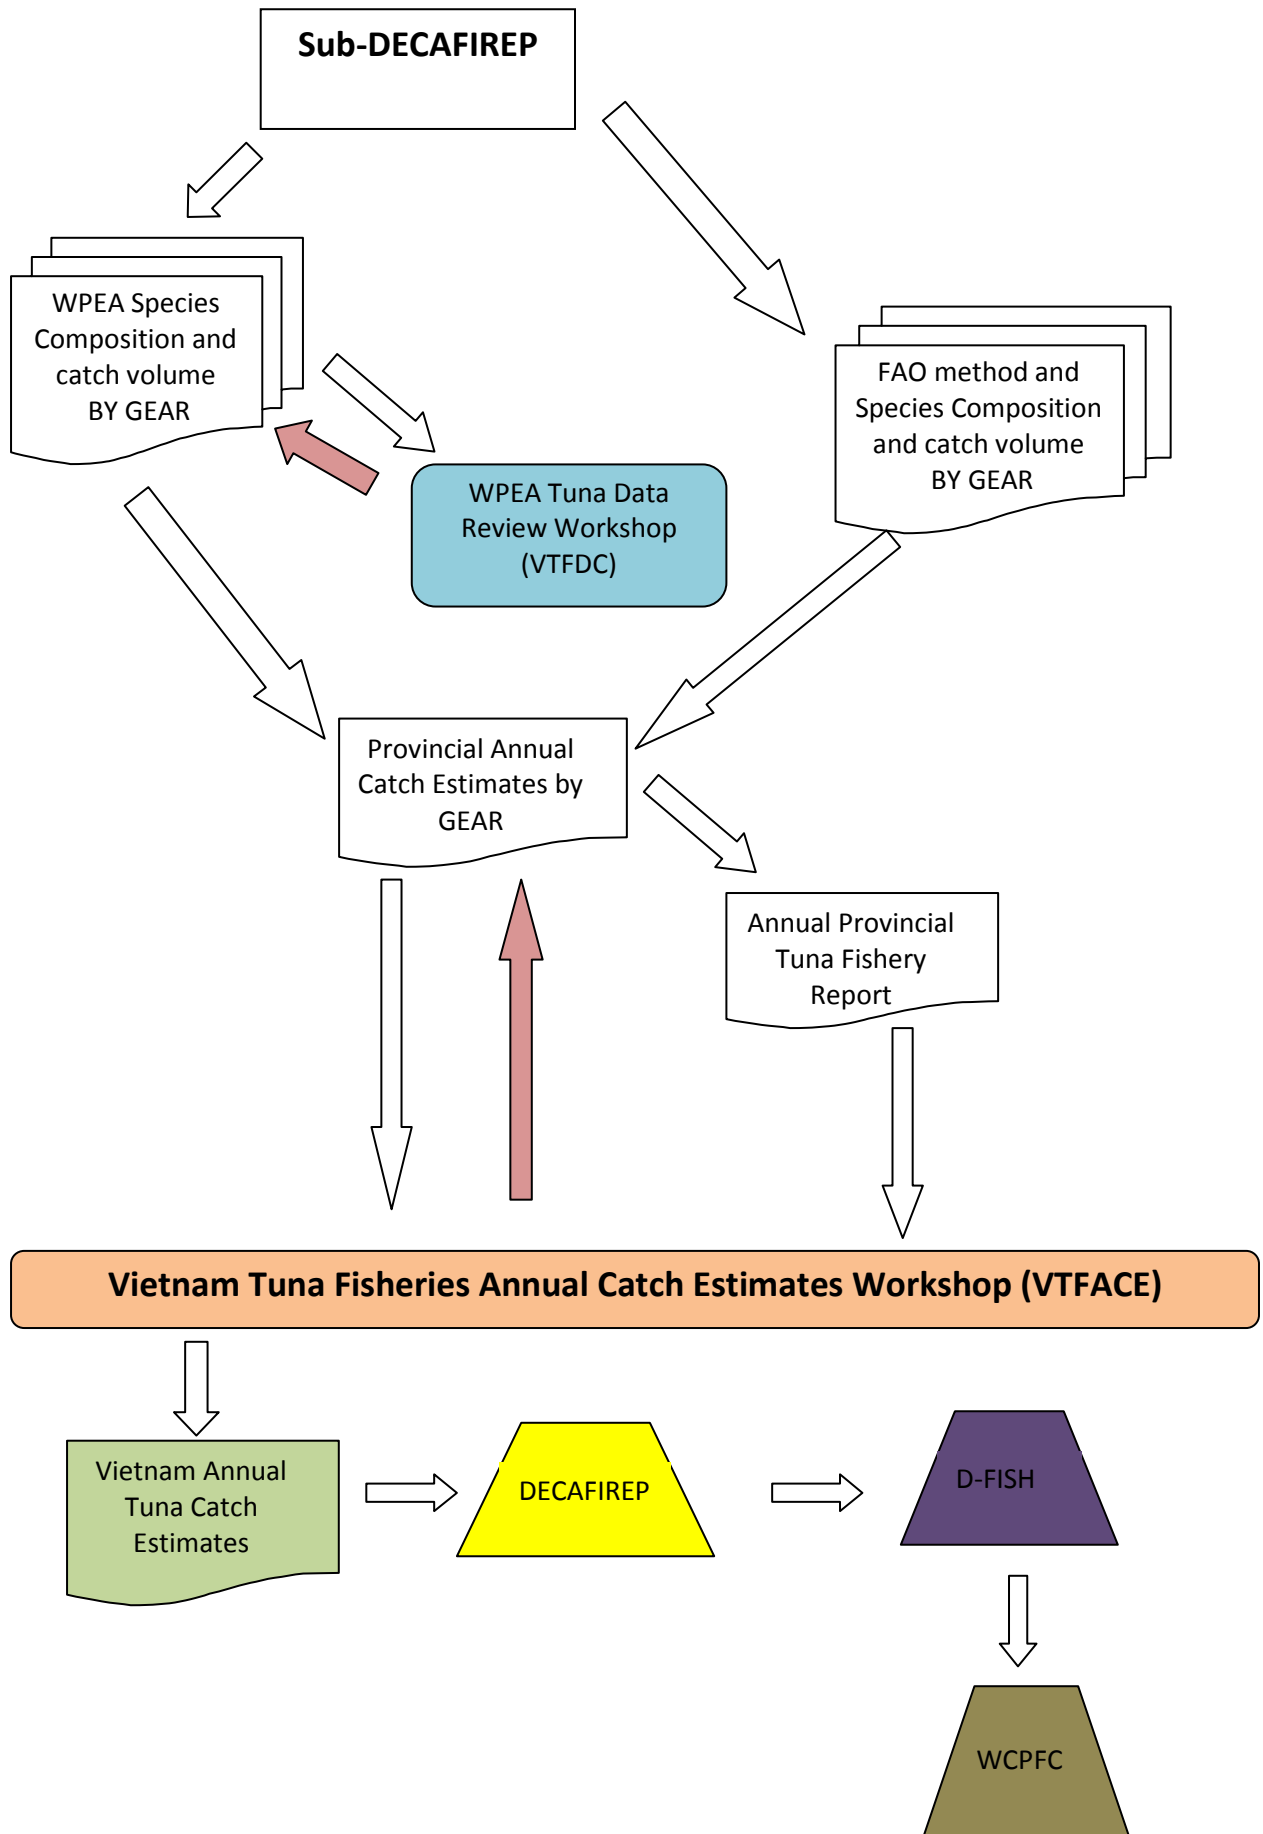 Sub-DECAFIREP
WPEA Species
Composition and
catch volume
BY GEAR
FAO method and
Species Composition
and catch volume
BY GEAR
WPEA Tuna Data
Review Workshop
(VTFDC)
Provincial Annual
Catch Estimates by
GEAR
Annual Provincial
Tuna Fishery
Report
Vietnam Tuna Fisheries Annual Catch Estimates Workshop (VTFACE)
Vietnam Annual
Tuna Catch
Estimates
DECAFIREP
D-FISH
WCPFC